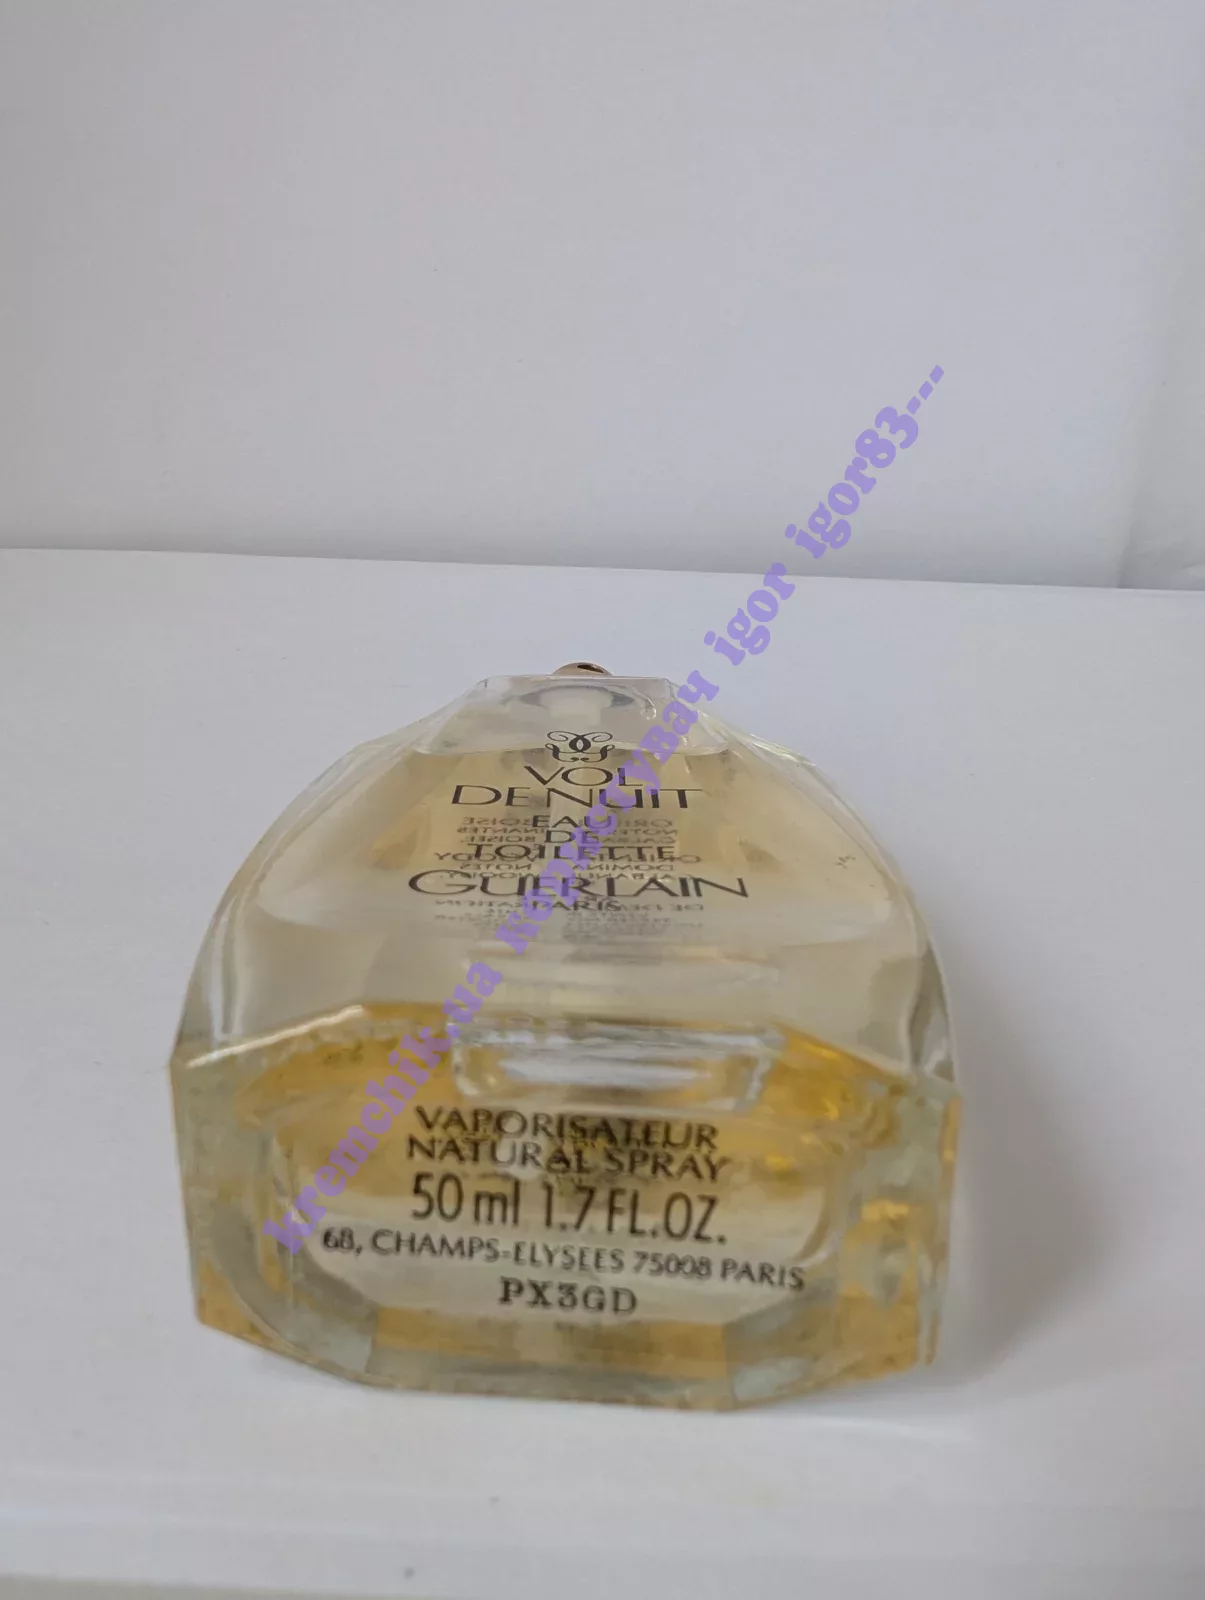 VOL
DE NUIT
EAU
DE
TOILETTE
GUERLAIN
PARIS
VAPORISATEUR
NATURAL SPRAY
50 ml 1.7 FL.OZ.
68, CHAMPS-ELYSEES 75008 PARIS
PX3GD
kremchik.ua користувач igor igor83---